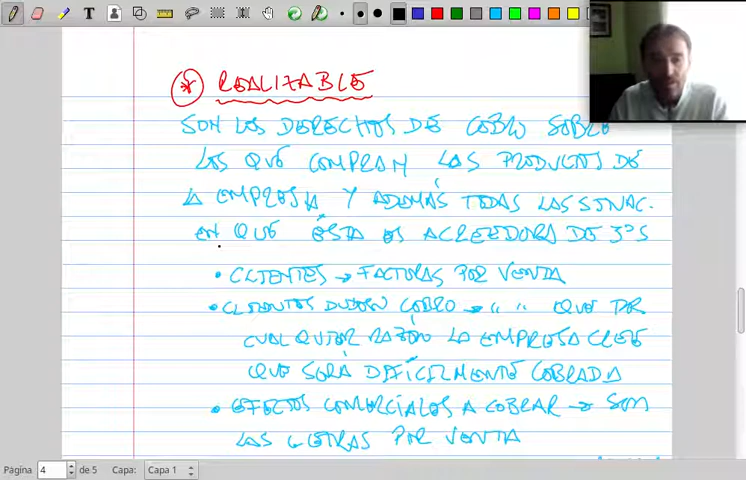 * REALIZABLE
SON LOS DERECHOS DE COBRO SOBRE
LOS QUE COMPRAN LOS PRODUCTOS DE
LA EMPRESA Y ADEMÁS TODAS LAS SITUAC.
EN QUE ÉSTA ES ACREEDORA DE 3ºS
• CLIENTES → FACTURAS POR VENTA
• CLIENTES DUDOSO COBRO → " " QUE POR
CUALQUIER RAZÓN LA EMPRESA CREE
QUE SERÁ DIFÍCILMENTE COBRADA
• EFECTOS COMERCIALES A COBRAR → SON
LAS LETRAS POR VENTA
Página 4 de 5 Capa: Capa 1